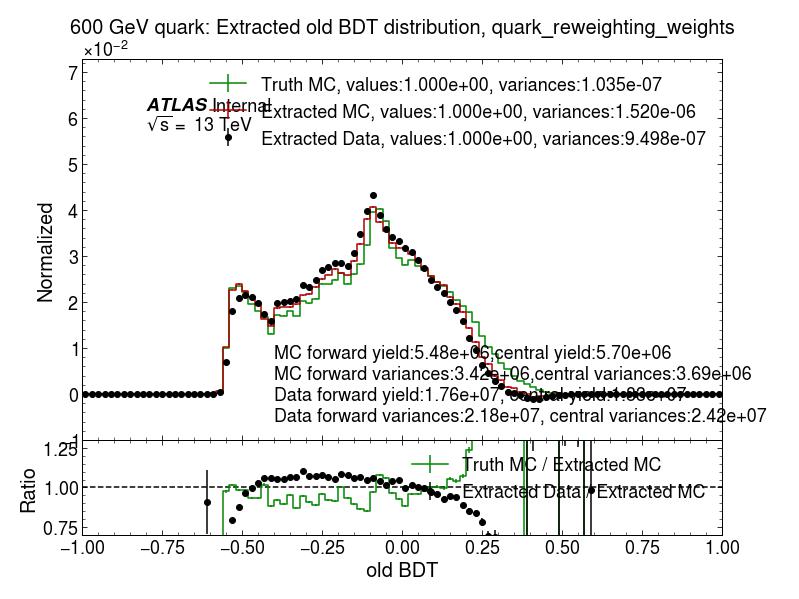 600 GeV quark: Extracted old BDT distribution, quark_reweighting_weights
×10⁻²
Truth MC, values:1.000e+00, variances:1.035e-07
ATLAS Internal
Extracted MC, values:1.000e+00, variances:1.520e-06
√s = 13 TeV
Extracted Data, values:1.000e+00, variances:9.498e-07
7
6
5
4
3
2
1
0
Normalized
MC forward yield:5.48e+06,central yield:5.70e+06
MC forward variances:3.42e+06,central variances:3.69e+06
Data forward yield:1.76e+07, central yield:
Data forward variances:2.18e+07, central variances:2.42e+07
1.25
1.00
0.75
Ratio
Truth MC / Extracted MC
Extracted Data / Extracted MC
−1.00 −0.75 −0.50 −0.25 0.00 0.25 0.50 0.75 1.00
old BDT